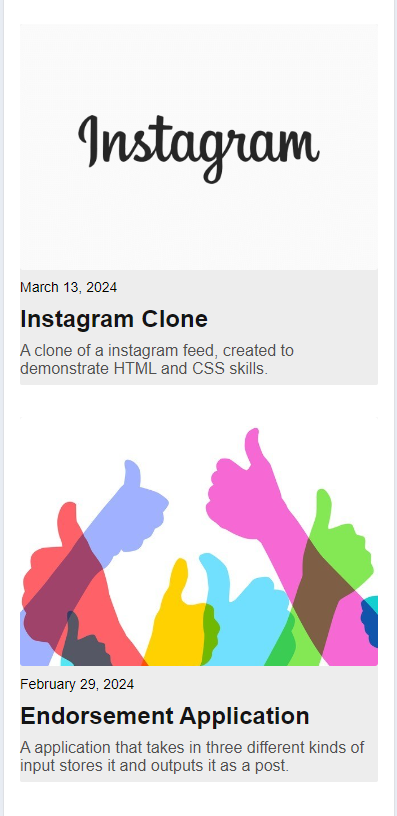 Instagram
March 13, 2024
Instagram Clone
A clone of a instagram feed, created to
demonstrate HTML and CSS skills.
February 29, 2024
Endorsement Application
A application that takes in three different kinds of
input stores it and outputs it as a post.